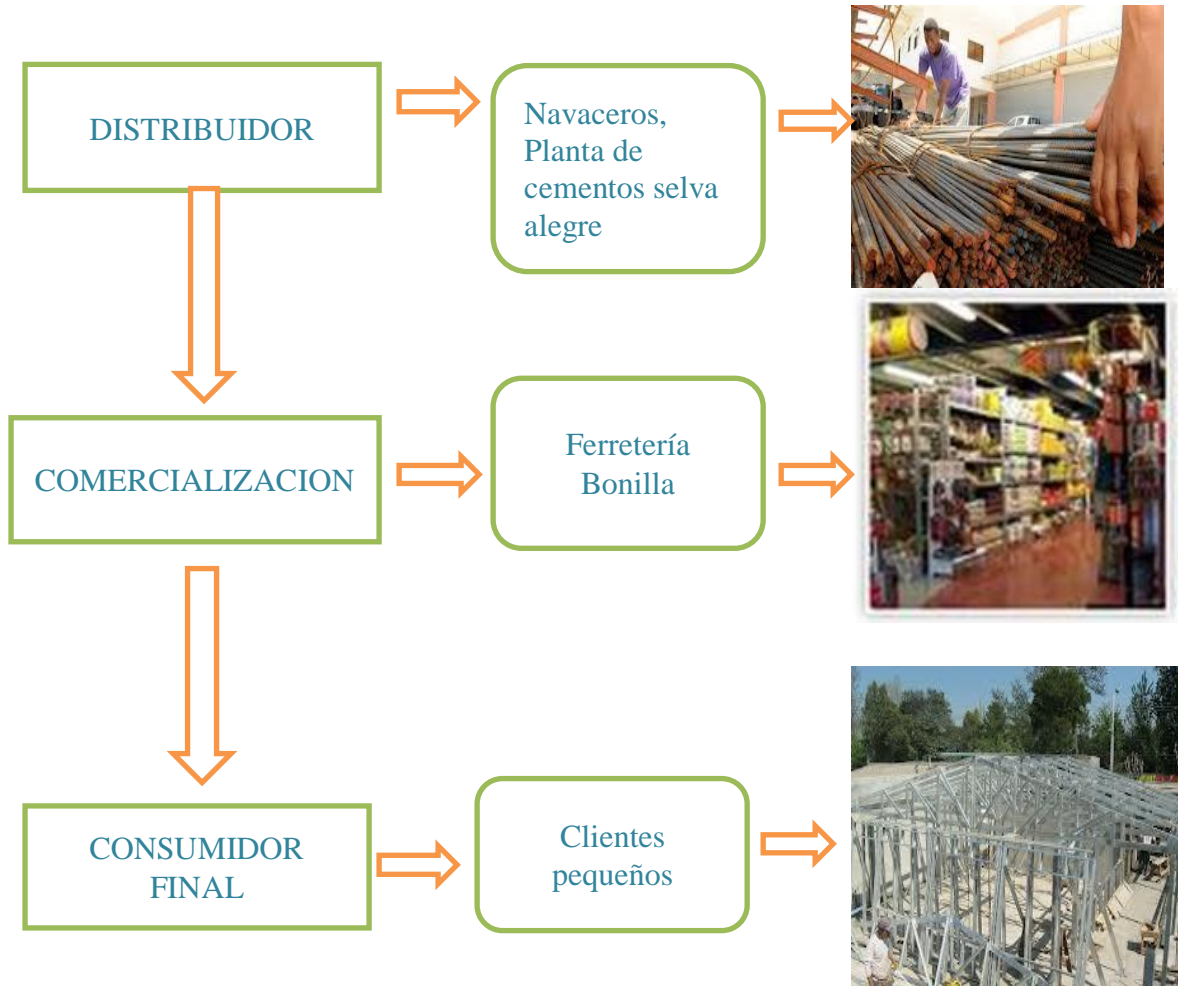 DISTRIBUIDOR
Navaceros,
Planta de
cementos selva
alegre
COMERCIALIZACION
Ferretería
Bonilla
CONSUMIDOR
FINAL
Clientes
pequeños